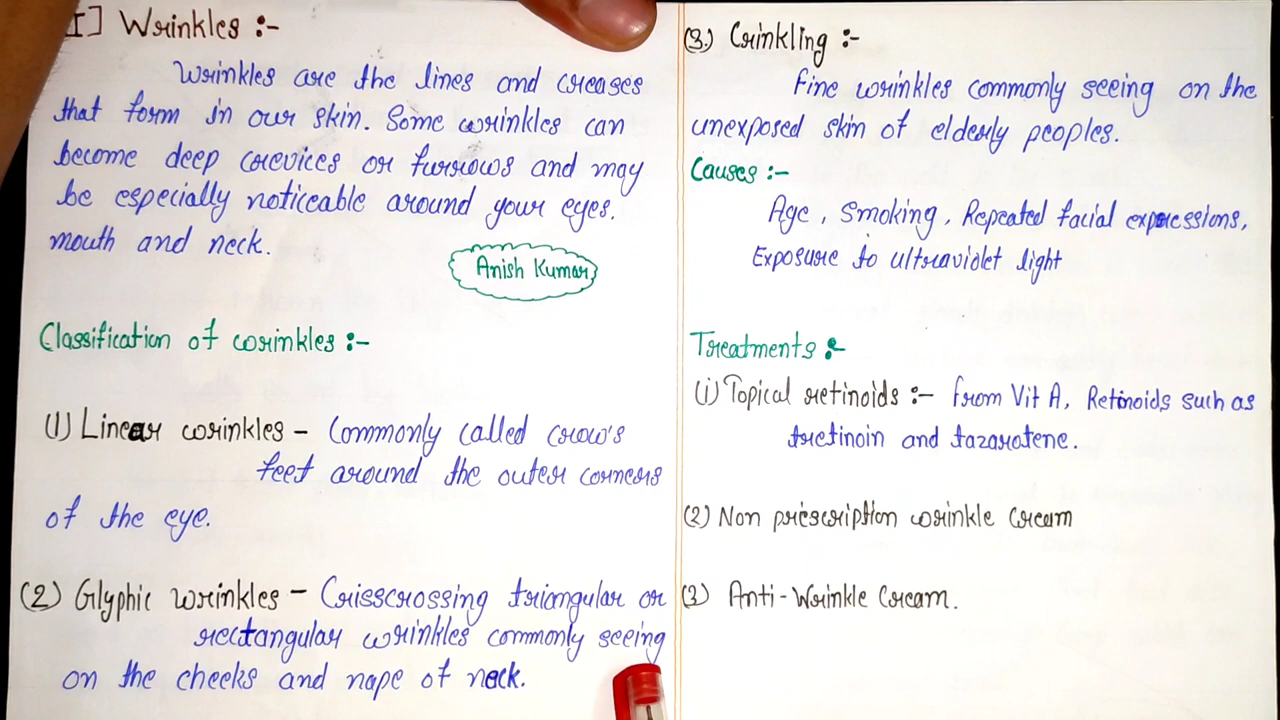 I] Wrinkles :-
Wrinkles are the lines and creases
that form in our skin. Some wrinkles can
become deep crevices or furrows and may
be especially noticeable around your eyes.
mouth and neck.
Anish Kumar
Classification of wrinkles :-
(1) Linear wrinkles - Commonly called crow's
feet around the outer corners
of the eye.
(2) Glyphic wrinkles - Crisscrossing triangular or
rectangular wrinkles commonly seeing
on the cheeks and nape of neck.
(3.) Crinkling :-
Fine wrinkles commonly seeing on the
unexposed skin of elderly peoples.
Causes :-
Age, Smoking, Repeated facial expressions,
Exposure to ultraviolet light
Treatments :-
(i) Topical retinoids :- from Vit A, Retinoids such as
tretinoin and tazarotene.
(2) Non prescription wrinkle cream
(3) Anti-Wrinkle Cream.